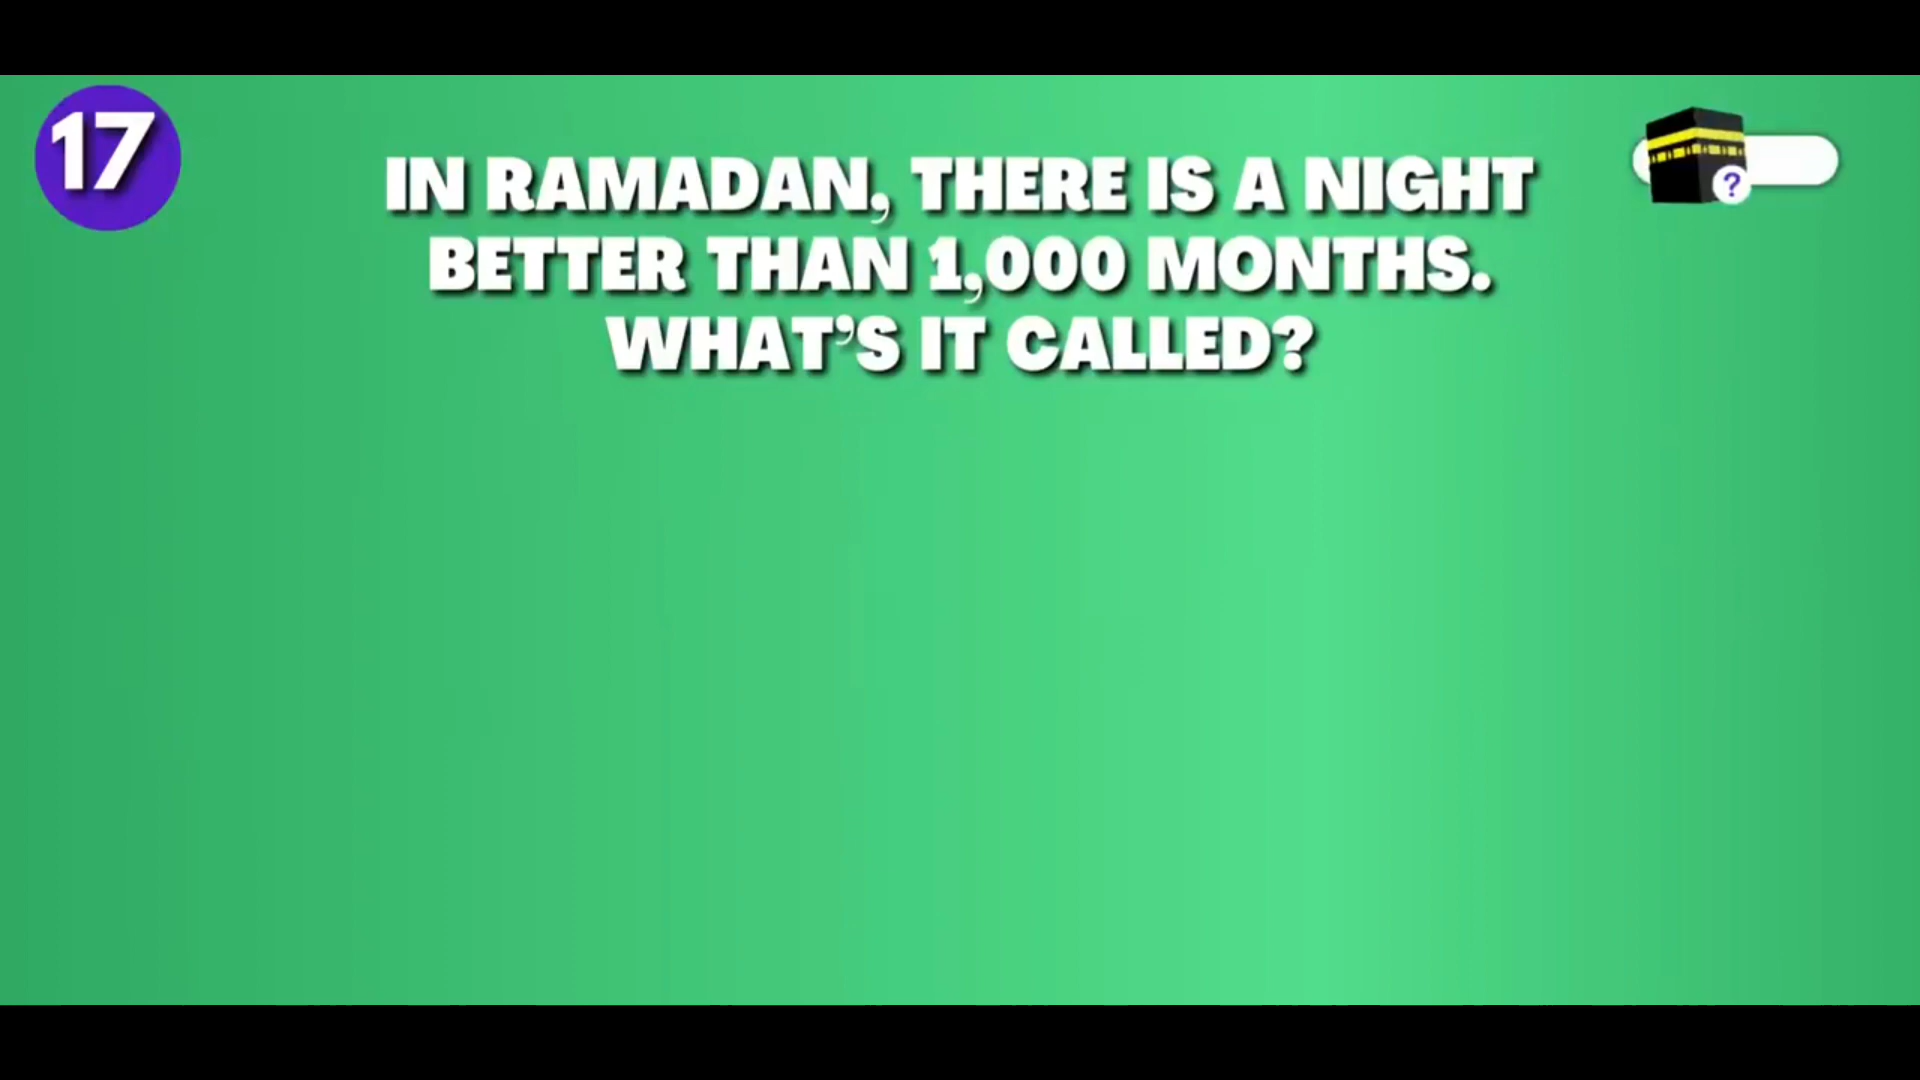 17
IN RAMADAN, THERE IS A NIGHT
BETTER THAN 1,000 MONTHS.
WHAT'S IT CALLED?
?